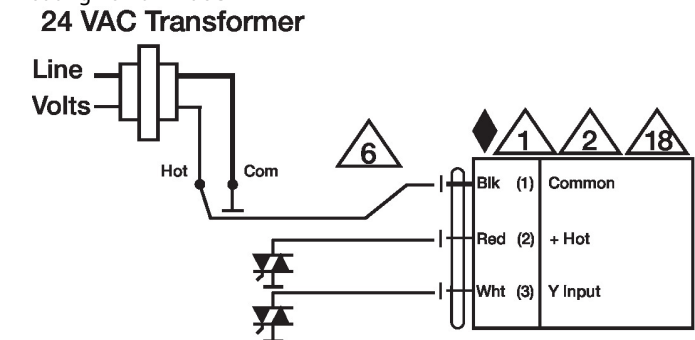 24 VAC Transformer
Line
Volts
Hot
Com
6
1
2
18
Blk (1) Common
Red (2) + Hot
Wht (3) Y Input